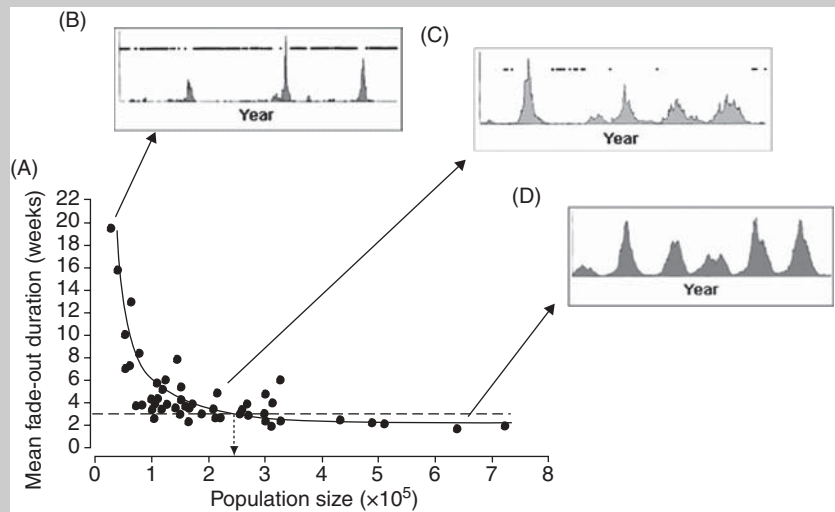 (B)
Year
(C)
Year
(D)
Year
(A)
Mean fade-out duration (weeks)
22
20
18
16
14
12
10
8
6
4
2
0
0 1 2 3 4 5 6 7 8
Population size (×10⁵)